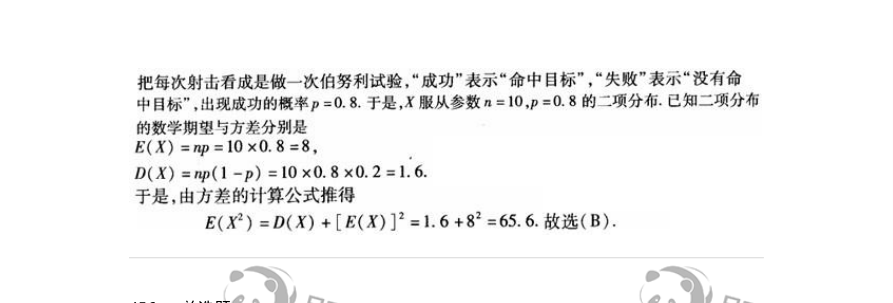 把每次射击看成是做一次伯努利试验,“成功”表示“命中目标”,“失败”表示“没有命
中目标”,出现成功的概率 p = 0. 8. 于是,X 服从参数 n = 10,p = 0. 8 的二项分布. 已知二项分布
的数学期望与方差分别是
E(X) = np = 10 × 0. 8 = 8,
D(X) = np(1 - p) = 10 × 0. 8 × 0. 2 = 1. 6.
于是,由方差的计算公式推得
E(X²) = D(X) + [E(X)]² = 1. 6 + 8² = 65. 6. 故选(B).